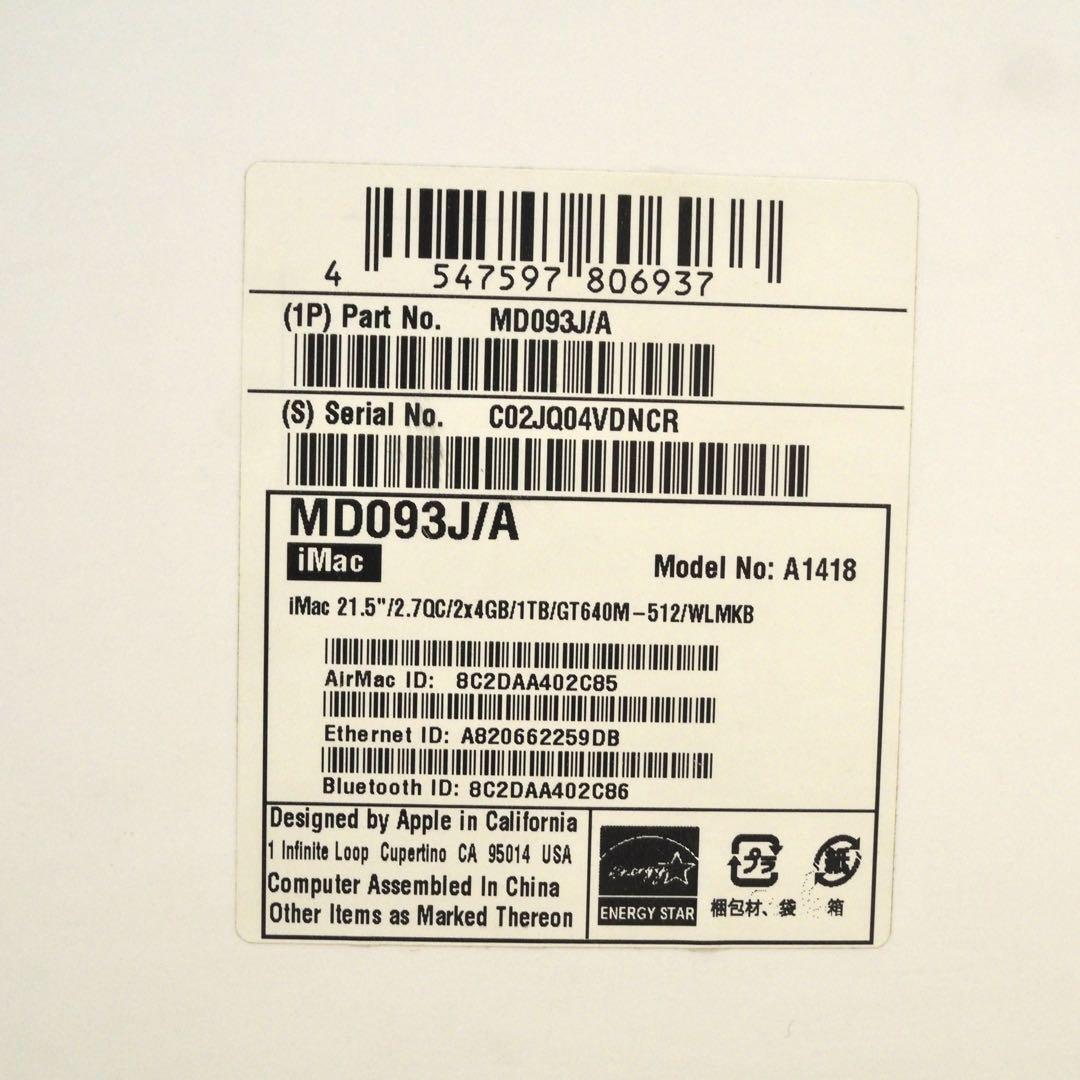 4 547597 806937
(1P) Part No. MD093J/A
(S) Serial No. C02JQ04VDNCR
MD093J/A
iMac
Model No: A1418
iMac 21.5"/2.7QC/2x4GB/1TB/GT640M-512/WLMKB
AirMac ID: 8C2DAA402C85
Ethernet ID: A820662259DB
Bluetooth ID: 8C2DAA402C86
Designed by Apple in California
1 Infinite Loop Cupertino CA 95014 USA
Computer Assembled In China
Other Items as Marked Thereon
energy
ENERGY STAR
プラ
紙
梱包材、袋
箱